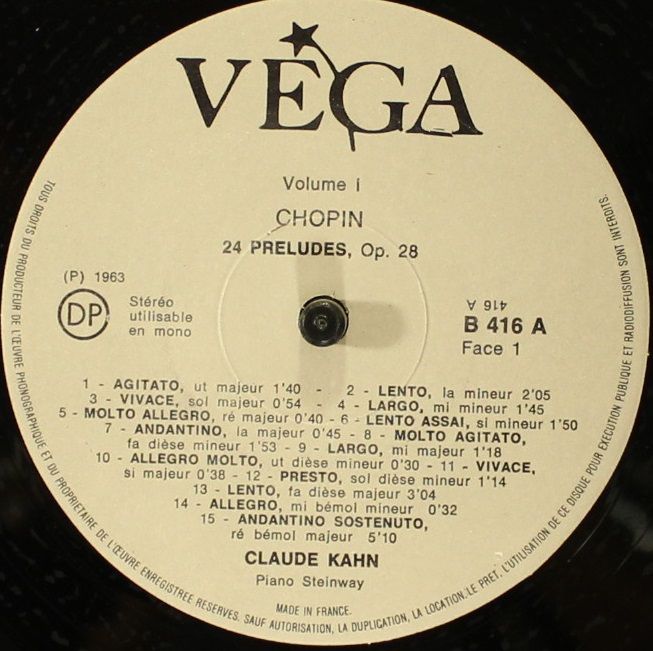 VEGA
Volume i
CHOPIN
24 PRELUDES, Op. 28
(P) 1963
DP
Stéréo
utilisable
en mono
416 A
B 416 A
Face 1
1 - AGITATO, ut majeur 1'40 - 2 - LENTO, la mineur 2'05
3 - VIVACE, sol majeur 0'54 - 4 - LARGO, mi mineur 1'45
5 - MOLTO ALLEGRO, ré majeur 0'40 - 6 - LENTO ASSAI, si mineur 1'50
7 - ANDANTINO, la majeur 0'45 - 8 - MOLTO AGITATO,
fa dièse mineur 1'53 - 9 - LARGO, mi majeur 1'18
10 - ALLEGRO MOLTO, ut dièse mineur 0'30 - 11 - VIVACE,
si majeur 0'38 - 12 - PRESTO, sol dièse mineur 1'14
13 - LENTO, fa dièse majeur 3'04
14 - ALLEGRO, mi bémol mineur 0'32
15 - ANDANTINO SOSTENUTO,
ré bémol majeur 5'10
CLAUDE KAHN
Piano Steinway
MADE IN FRANCE.
TOUS DROITS DU PRODUCTEUR DE L'ŒUVRE PHONOGRAPHIQUE ET DU PROPRIETAIRE DE L'ŒUVRE ENREGISTREE RESERVES. SAUF AUTORISATION, LA DUPLICATION, LA LOCATION, LE PRET, L'UTILISATION DE CE DISQUE POUR EXECUTION PUBLIQUE ET RADIODIFFUSION SONT INTERDITS.